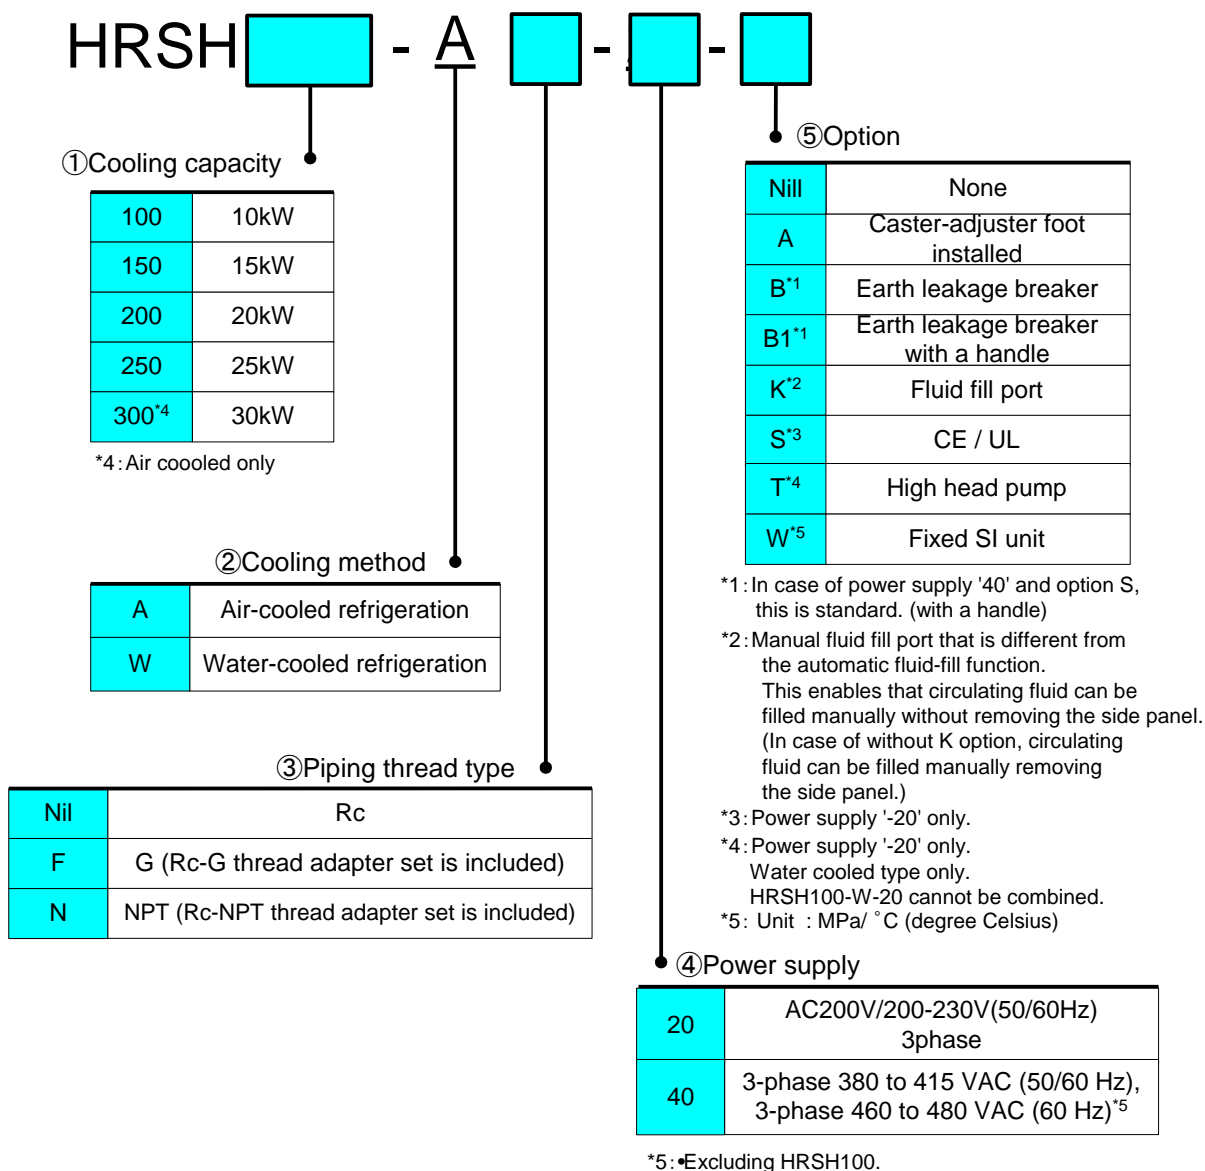 HRSH - A - -
①Cooling capacity
100 10kW
150 15kW
200 20kW
250 25kW
300*4 30kW
*4:Air coooled only
②Cooling method
A Air-cooled refrigeration
W Water-cooled refrigeration
③Piping thread type
Nil Rc
F G (Rc-G thread adapter set is included)
N NPT (Rc-NPT thread adapter set is included)
⑤Option
Nill None
A Caster-adjuster foot
installed
B*1 Earth leakage breaker
B1*1 Earth leakage breaker
with a handle
K*2 Fluid fill port
S*3 CE / UL
T*4 High head pump
W*5 Fixed SI unit
*1:In case of power supply '40' and option S,
this is standard. (with a handle)
*2:Manual fluid fill port that is different from
the automatic fluid-fill function.
This enables that circulating fluid can be
filled manually without removing the side panel.
(In case of without K option, circulating
fluid can be filled manually removing
the side panel.)
*3:Power supply '-20' only.
*4:Power supply '-20' only.
Water cooled type only.
HRSH100-W-20 cannot be combined.
*5: Unit : MPa/ °C (degree Celsius)
④Power supply
20 AC200V/200-230V(50/60Hz)
3phase
40 3-phase 380 to 415 VAC (50/60 Hz),
3-phase 460 to 480 VAC (60 Hz)*5
*5:•Excluding HRSH100.